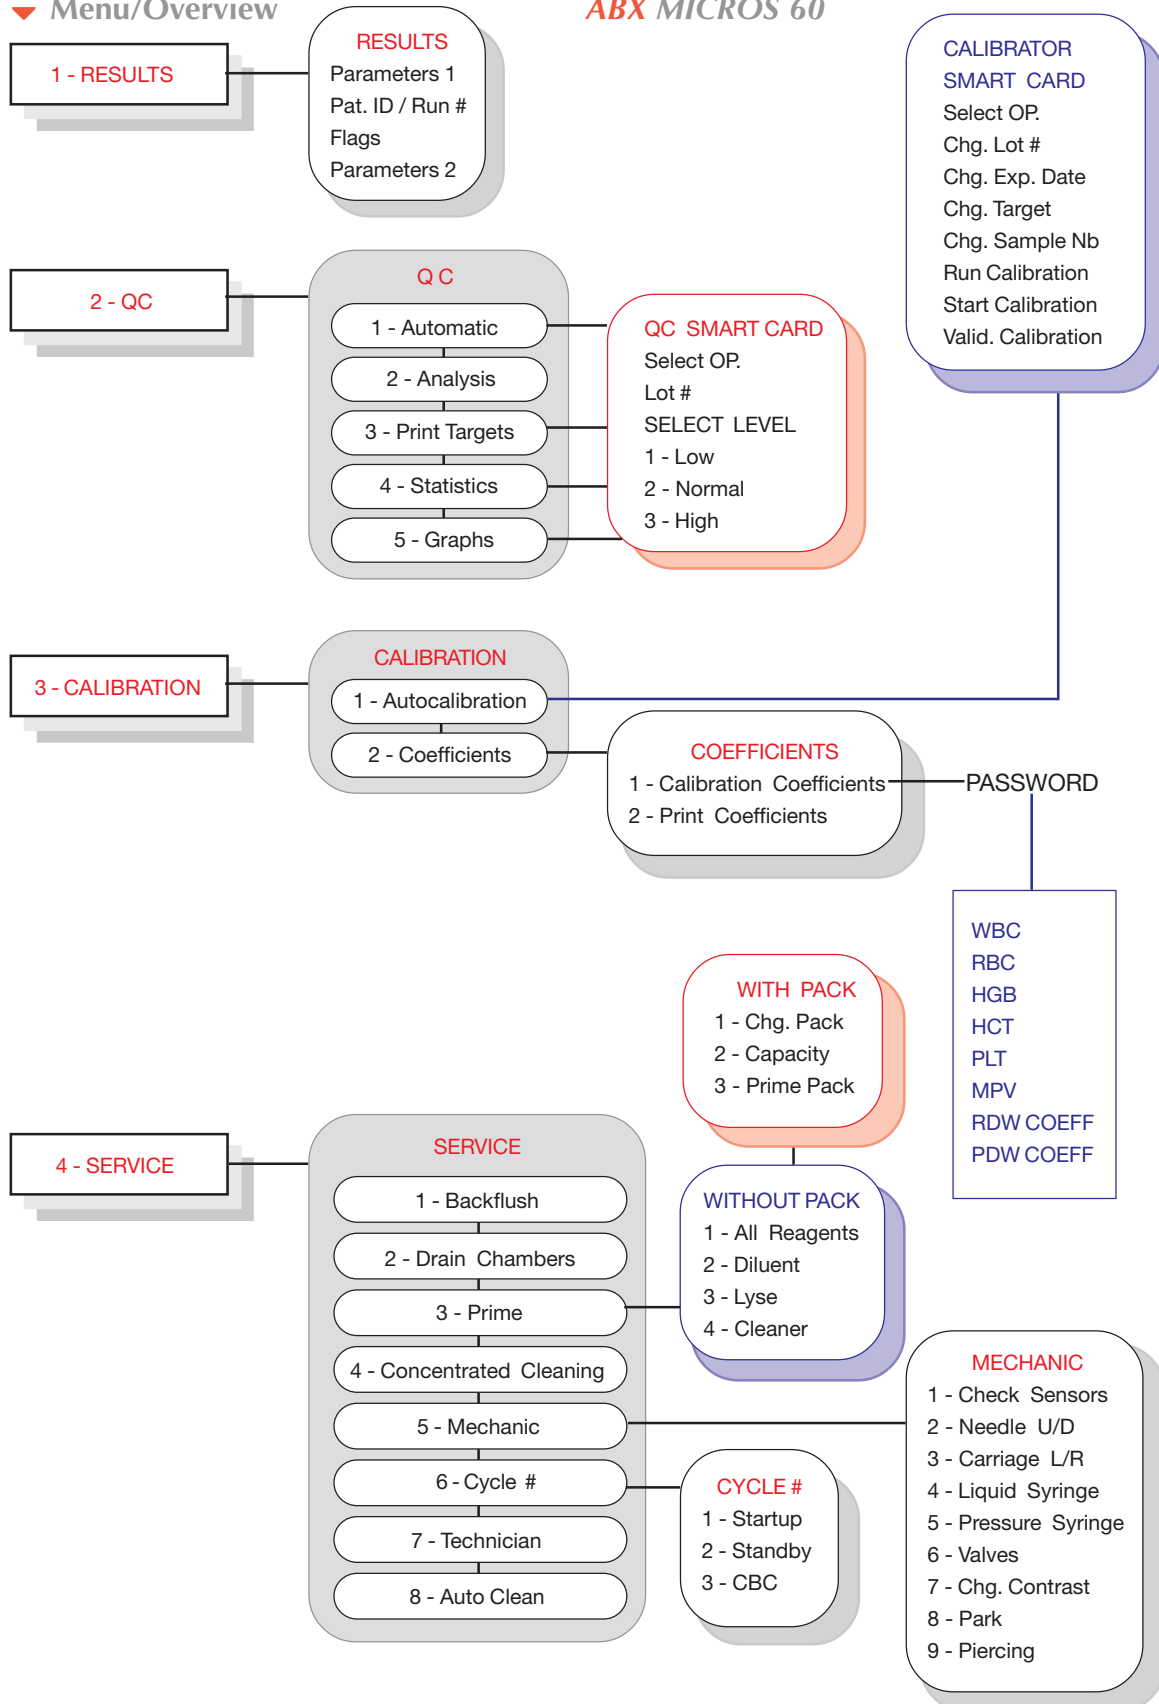 Menu/Overview
ABX MICROS 60
1 - RESULTS
RESULTS
Parameters 1
Pat. ID / Run #
Flags
Parameters 2
CALIBRATOR
SMART CARD
Select OP.
Chg. Lot #
Chg. Exp. Date
Chg. Target
Chg. Sample Nb
Run Calibration
Start Calibration
Valid. Calibration
2 - QC
Q C
1 - Automatic
2 - Analysis
3 - Print Targets
4 - Statistics
5 - Graphs
QC SMART CARD
Select OP.
Lot #
SELECT LEVEL
1 - Low
2 - Normal
3 - High
3 - CALIBRATION
CALIBRATION
1 - Autocalibration
2 - Coefficients
COEFFICIENTS
1 - Calibration Coefficients
2 - Print Coefficients
PASSWORD
WBC
RBC
HGB
HCT
PLT
MPV
RDW COEFF
PDW COEFF
WITH PACK
1 - Chg. Pack
2 - Capacity
3 - Prime Pack
4 - SERVICE
SERVICE
1 - Backflush
2 - Drain Chambers
3 - Prime
4 - Concentrated Cleaning
5 - Mechanic
6 - Cycle #
7 - Technician
8 - Auto Clean
WITHOUT PACK
1 - All Reagents
2 - Diluent
3 - Lyse
4 - Cleaner
CYCLE #
1 - Startup
2 - Standby
3 - CBC
MECHANIC
1 - Check Sensors
2 - Needle U/D
3 - Carriage L/R
4 - Liquid Syringe
5 - Pressure Syringe
6 - Valves
7 - Chg. Contrast
8 - Park
9 - Piercing